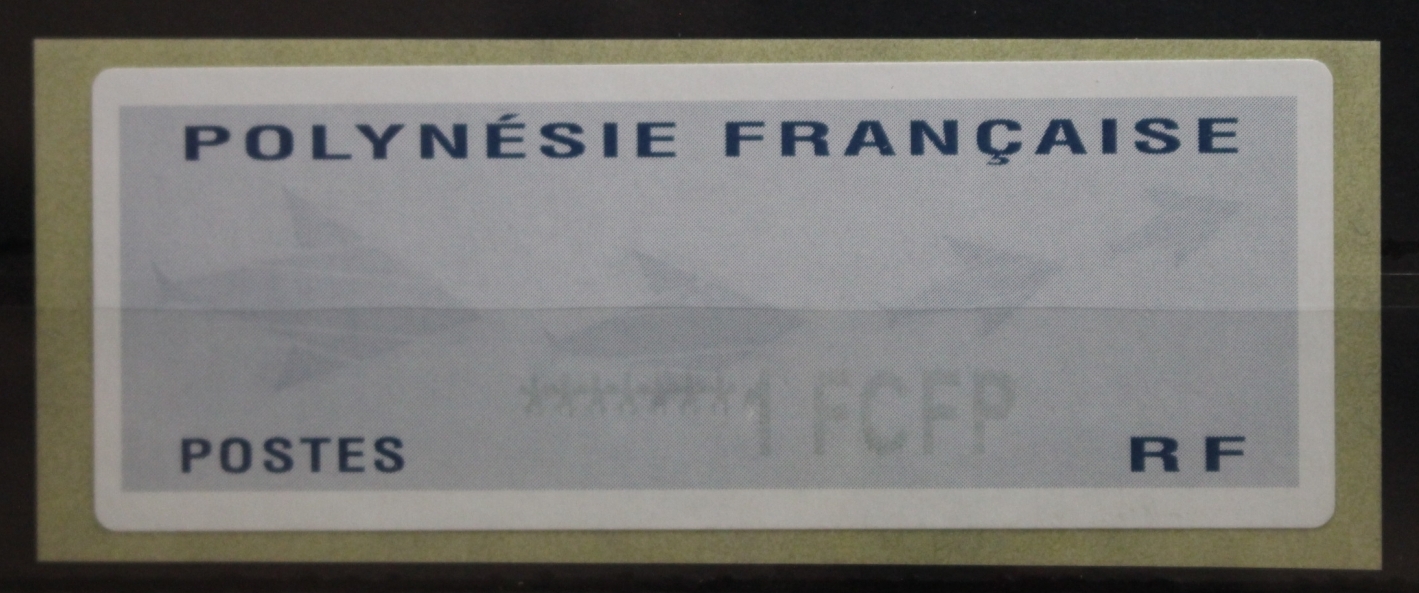 POLYNÉSIE FRANÇAISE
*******1 FCFP
POSTES RF